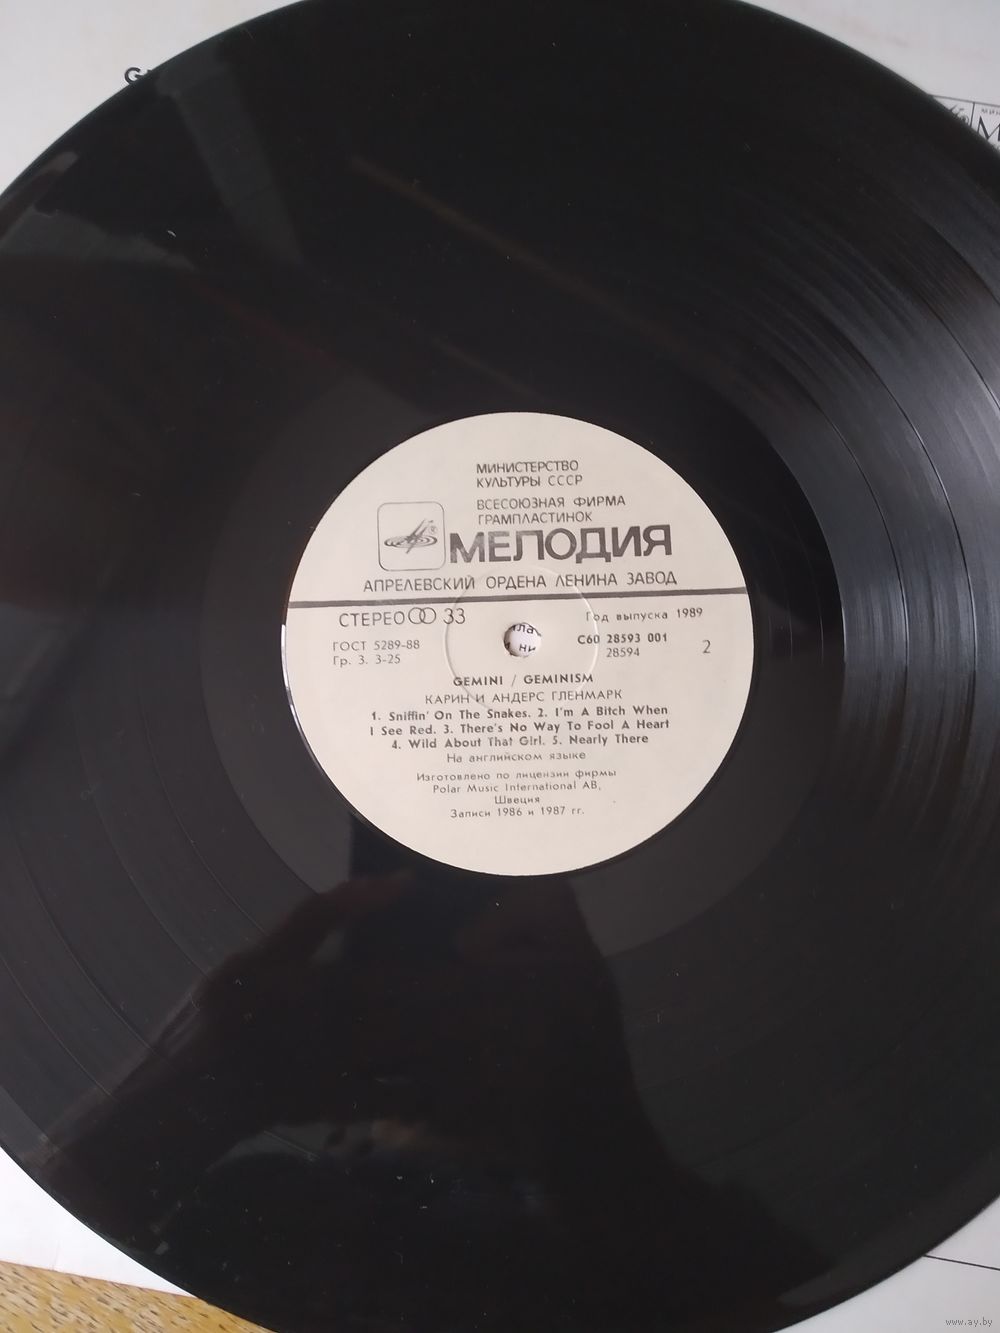 МИНИСТЕРСТВО
КУЛЬТУРЫ СССР
ВСЕСОЮЗНАЯ ФИРМА
ГРАМПЛАСТИНОК
МЕЛОДИЯ
АПРЕЛЕВСКИЙ ОРДЕНА ЛЕНИНА ЗАВОД
СТЕРЕО 33
Год выпуска 1989
ГОСТ 5289-88
Гр. 3. 3-25
С60 28593 001
28594
2
GEMINI / GEMINISM
КАРИН И АНДЕРС ГЛЕНМАРК
1. Sniffin' On The Snakes. 2. I'm A Bitch When
I See Red. 3. There's No Way To Fool A Heart
4. Wild About That Girl. 5. Nearly There
На английском языке
Изготовлено по лицензии фирмы
Polar Music International AB,
Швеция
Записи 1986 и 1987 гг.
www.ay.by